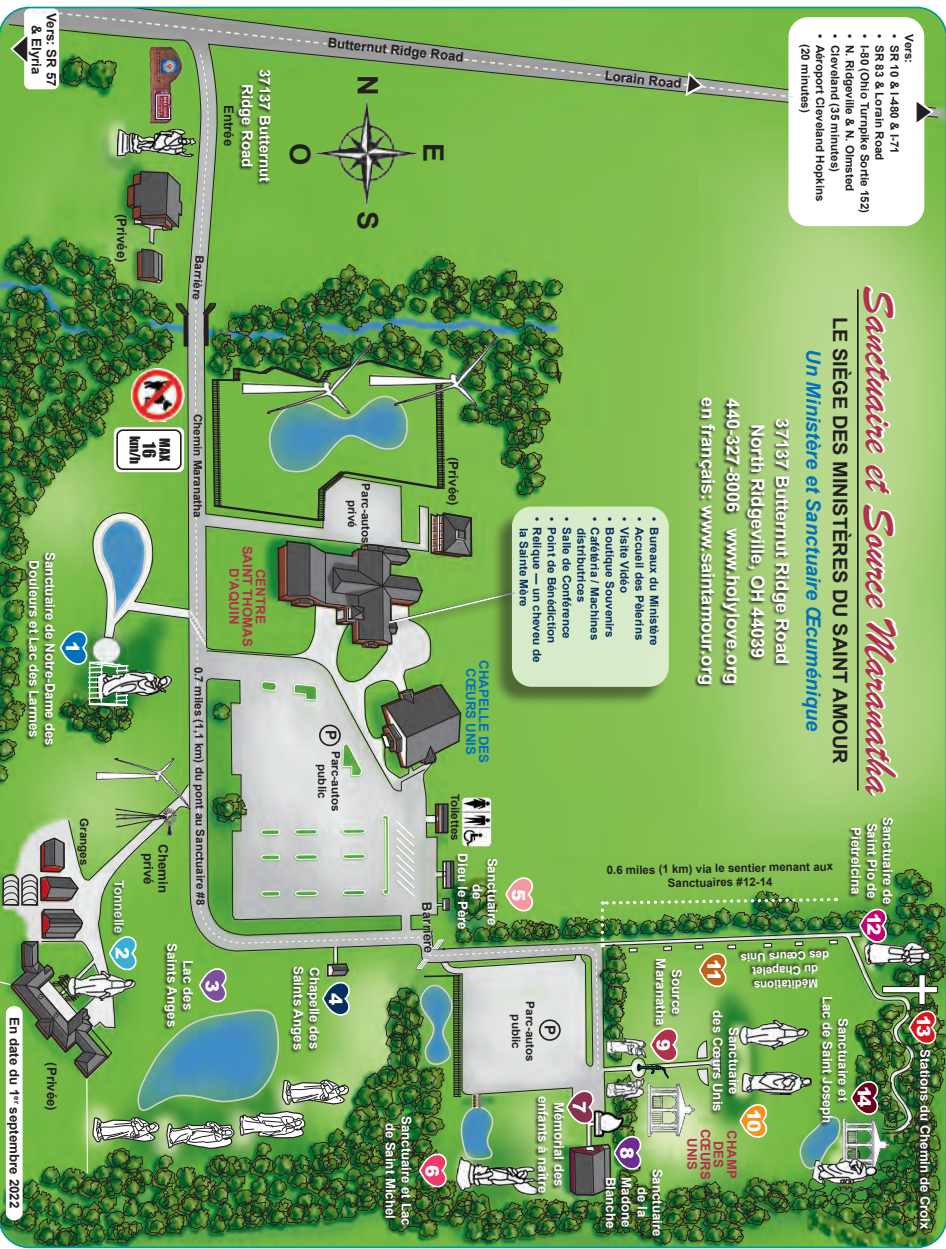 Sanctuaire et Source Maranatha
LE SIÈGE DES MINISTÈRES DU SAINT AMOUR
Un Ministère et Sanctuaire Œcuménique
37137 Butternut Ridge Road
North Ridgeville, OH 44039
440-327-8006 www.holylove.org
en français: www.saintamour.org
Vers:
• SR 10 & I-480 & I-71
• SR 83 & Lorain Road
• I-80 (Ohio Turnpike Sortie 152)
• N. Ridgeville & N. Olmsted
• Cleveland (35 minutes)
• Aéroport Cleveland Hopkins
(20 minutes)
Butternut Ridge Road
Lorain Road
Vers: SR 57
& Elyria
N
E
S
O
37137 Butternut
Ridge Road
Entrée
(Privée)
Barrière
Chemin Maranatha
MAX
16
km/h
(Privée)
Parc-autos
privé
• Bureaux du Ministère
• Accueil des Pèlerins
• Visite Vidéo
• Boutique Souvenirs
• Cafétéria / Machines
distributrices
• Salle de Conférence
• Point de Bénédiction
• Relique — un cheveu de
la Sainte Mère
CENTRE
SAINT THOMAS
D'AQUIN
CHAPELLE DES
CŒURS UNIS
P
Parc-autos
public
Toilettes
5
Sanctuaire
de
Dieu le Père
Barrière
0.7 miles (1,1 km) du pont au Sanctuaire #8
1
Sanctuaire de Notre-Dame des
Douleurs et Lac des Larmes
Chemin
privé
Granges
Tonnelle
2
(Privée)
3
Lac des
Saints Anges
4
Chapelle des
Saints Anges
0.6 miles (1 km) via le sentier menant aux
Sanctuaires #12-14
Sanctuaire de
Saint Pio de
Pietrelcina
12
13
Stations du Chemin de Croix
11
Méditations
du Chapelet
des Cœurs Unis
Sanctuaire et
Lac de Saint Joseph
14
Source
Maranatha
9
Sanctuaire
des Cœurs Unis
10
CHAMP
DES
CŒURS
UNIS
P
Parc-autos
public
7
Mémorial des
enfants à naître
8
Sanctuaire
de la
Madone
Blanche
6
Sanctuaire et Lac
de Saint Michel
En date du 1er septembre 2022